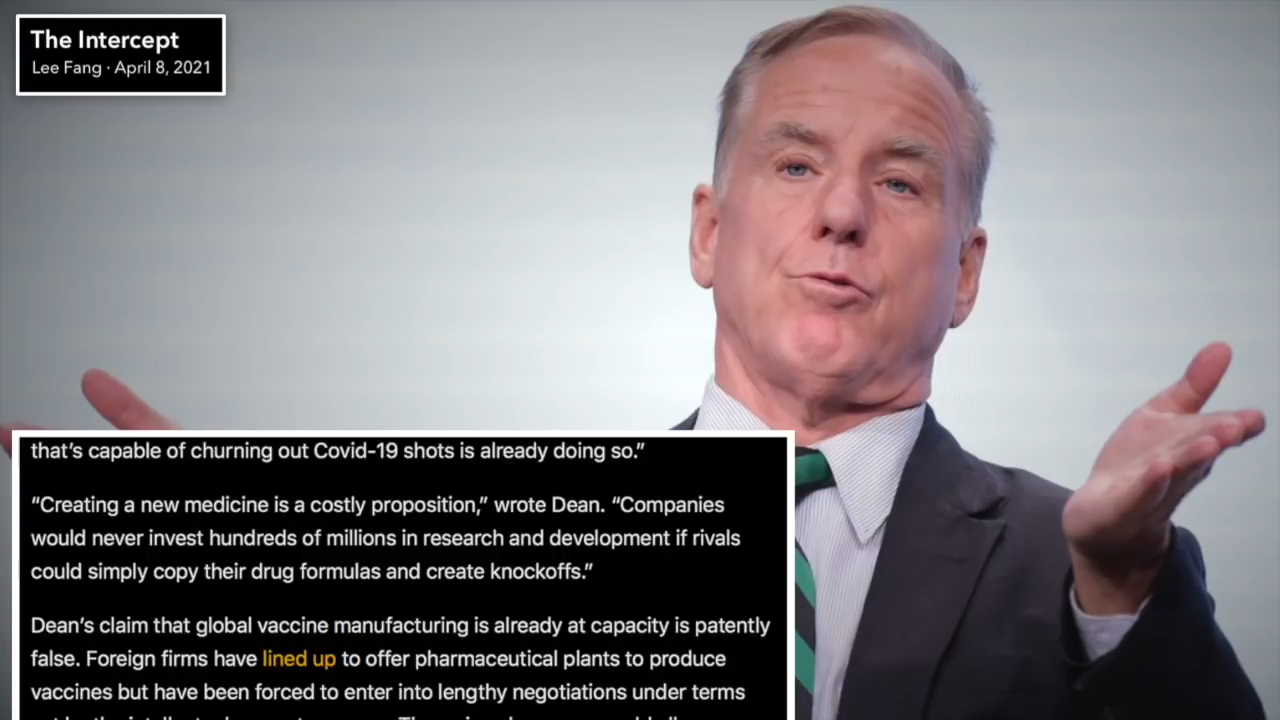 The Intercept
Lee Fang · April 8, 2021
that’s capable of churning out Covid-19 shots is already doing so.”
“Creating a new medicine is a costly proposition,” wrote Dean. “Companies
would never invest hundreds of millions in research and development if rivals
could simply copy their drug formulas and create knockoffs.”
Dean’s claim that global vaccine manufacturing is already at capacity is patently
false. Foreign firms have lined up to offer pharmaceutical plants to produce
vaccines but have been forced to enter into lengthy negotiations under terms